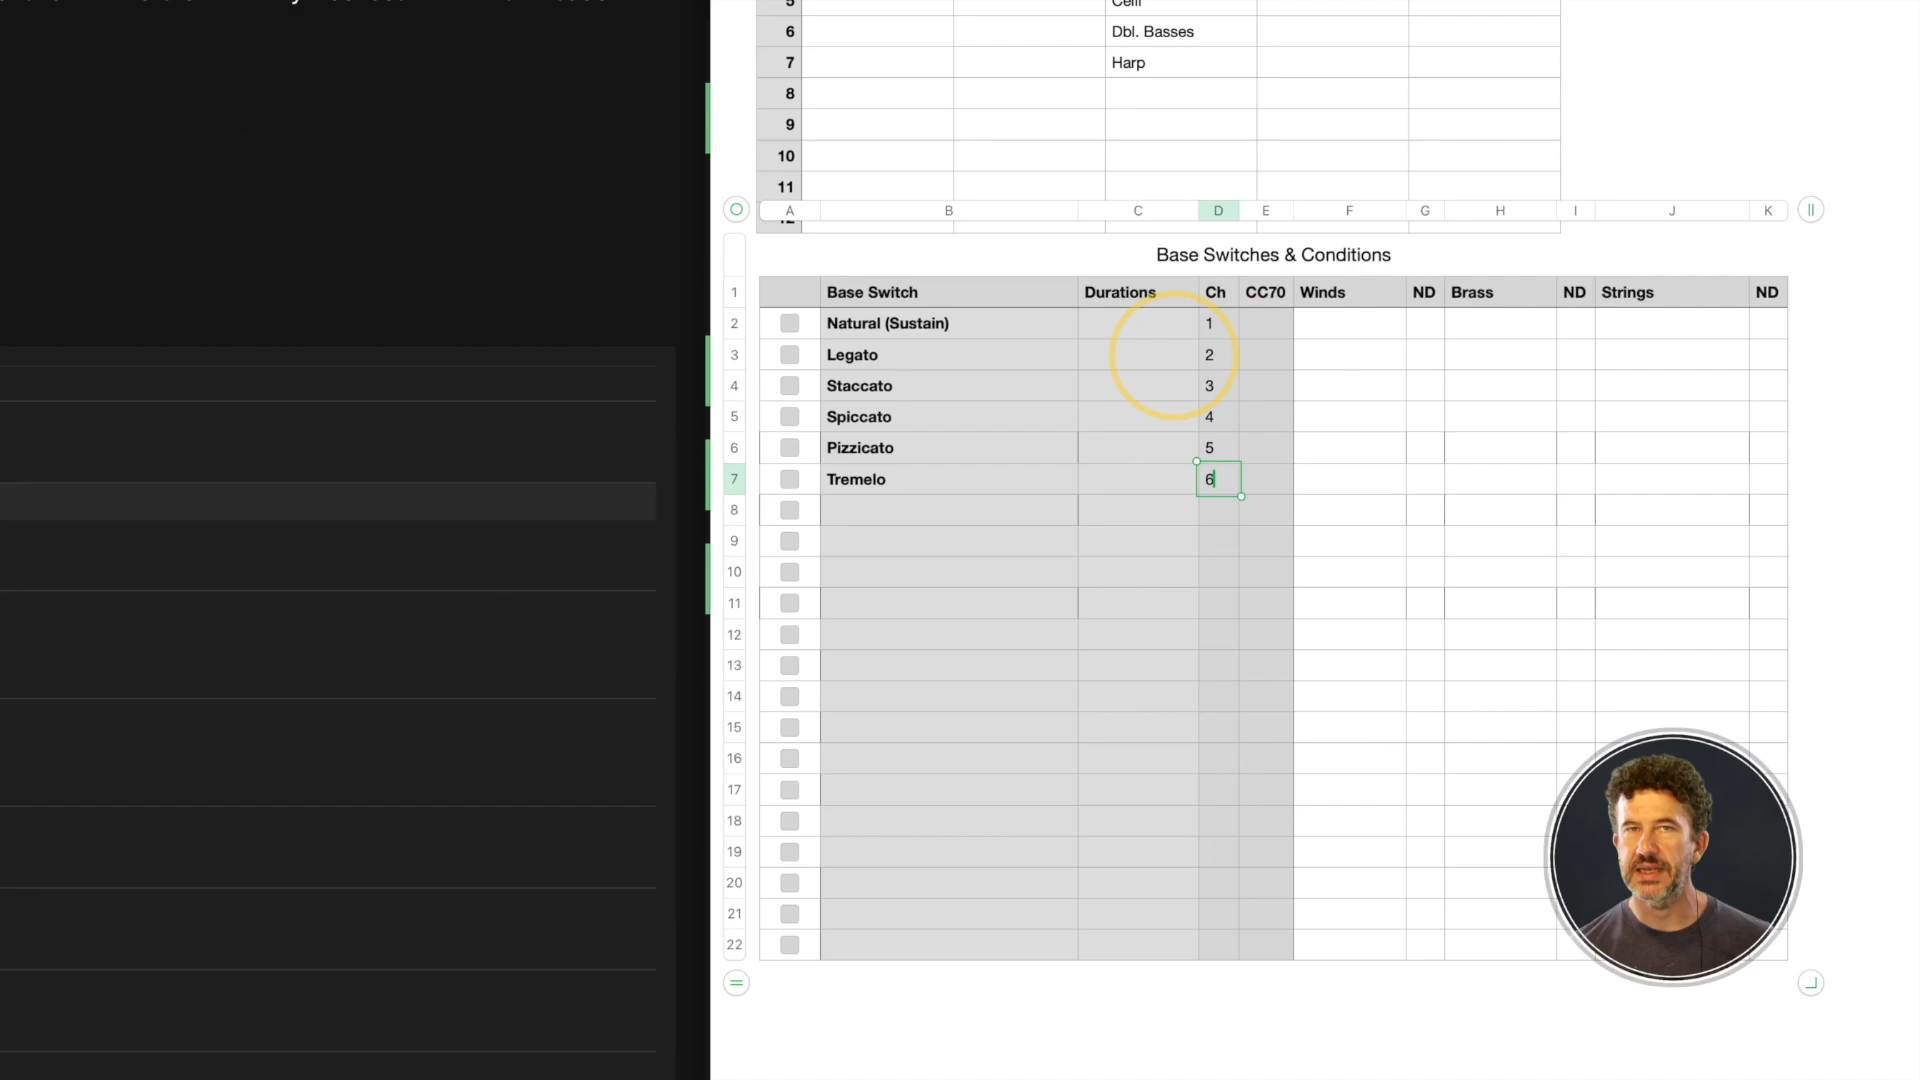 5 Celli
6 Dbl. Basses
7 Harp
8
9
10
11
A B C D E F G H I J K
Base Switches & Conditions
1 Base Switch Durations Ch CC70 Winds ND Brass ND Strings ND
2 Natural (Sustain) 1
3 Legato 2
4 Staccato 3
5 Spiccato 4
6 Pizzicato 5
7 Tremelo 6
8
9
10
11
12
13
14
15
16
17
18
19
20
21
22